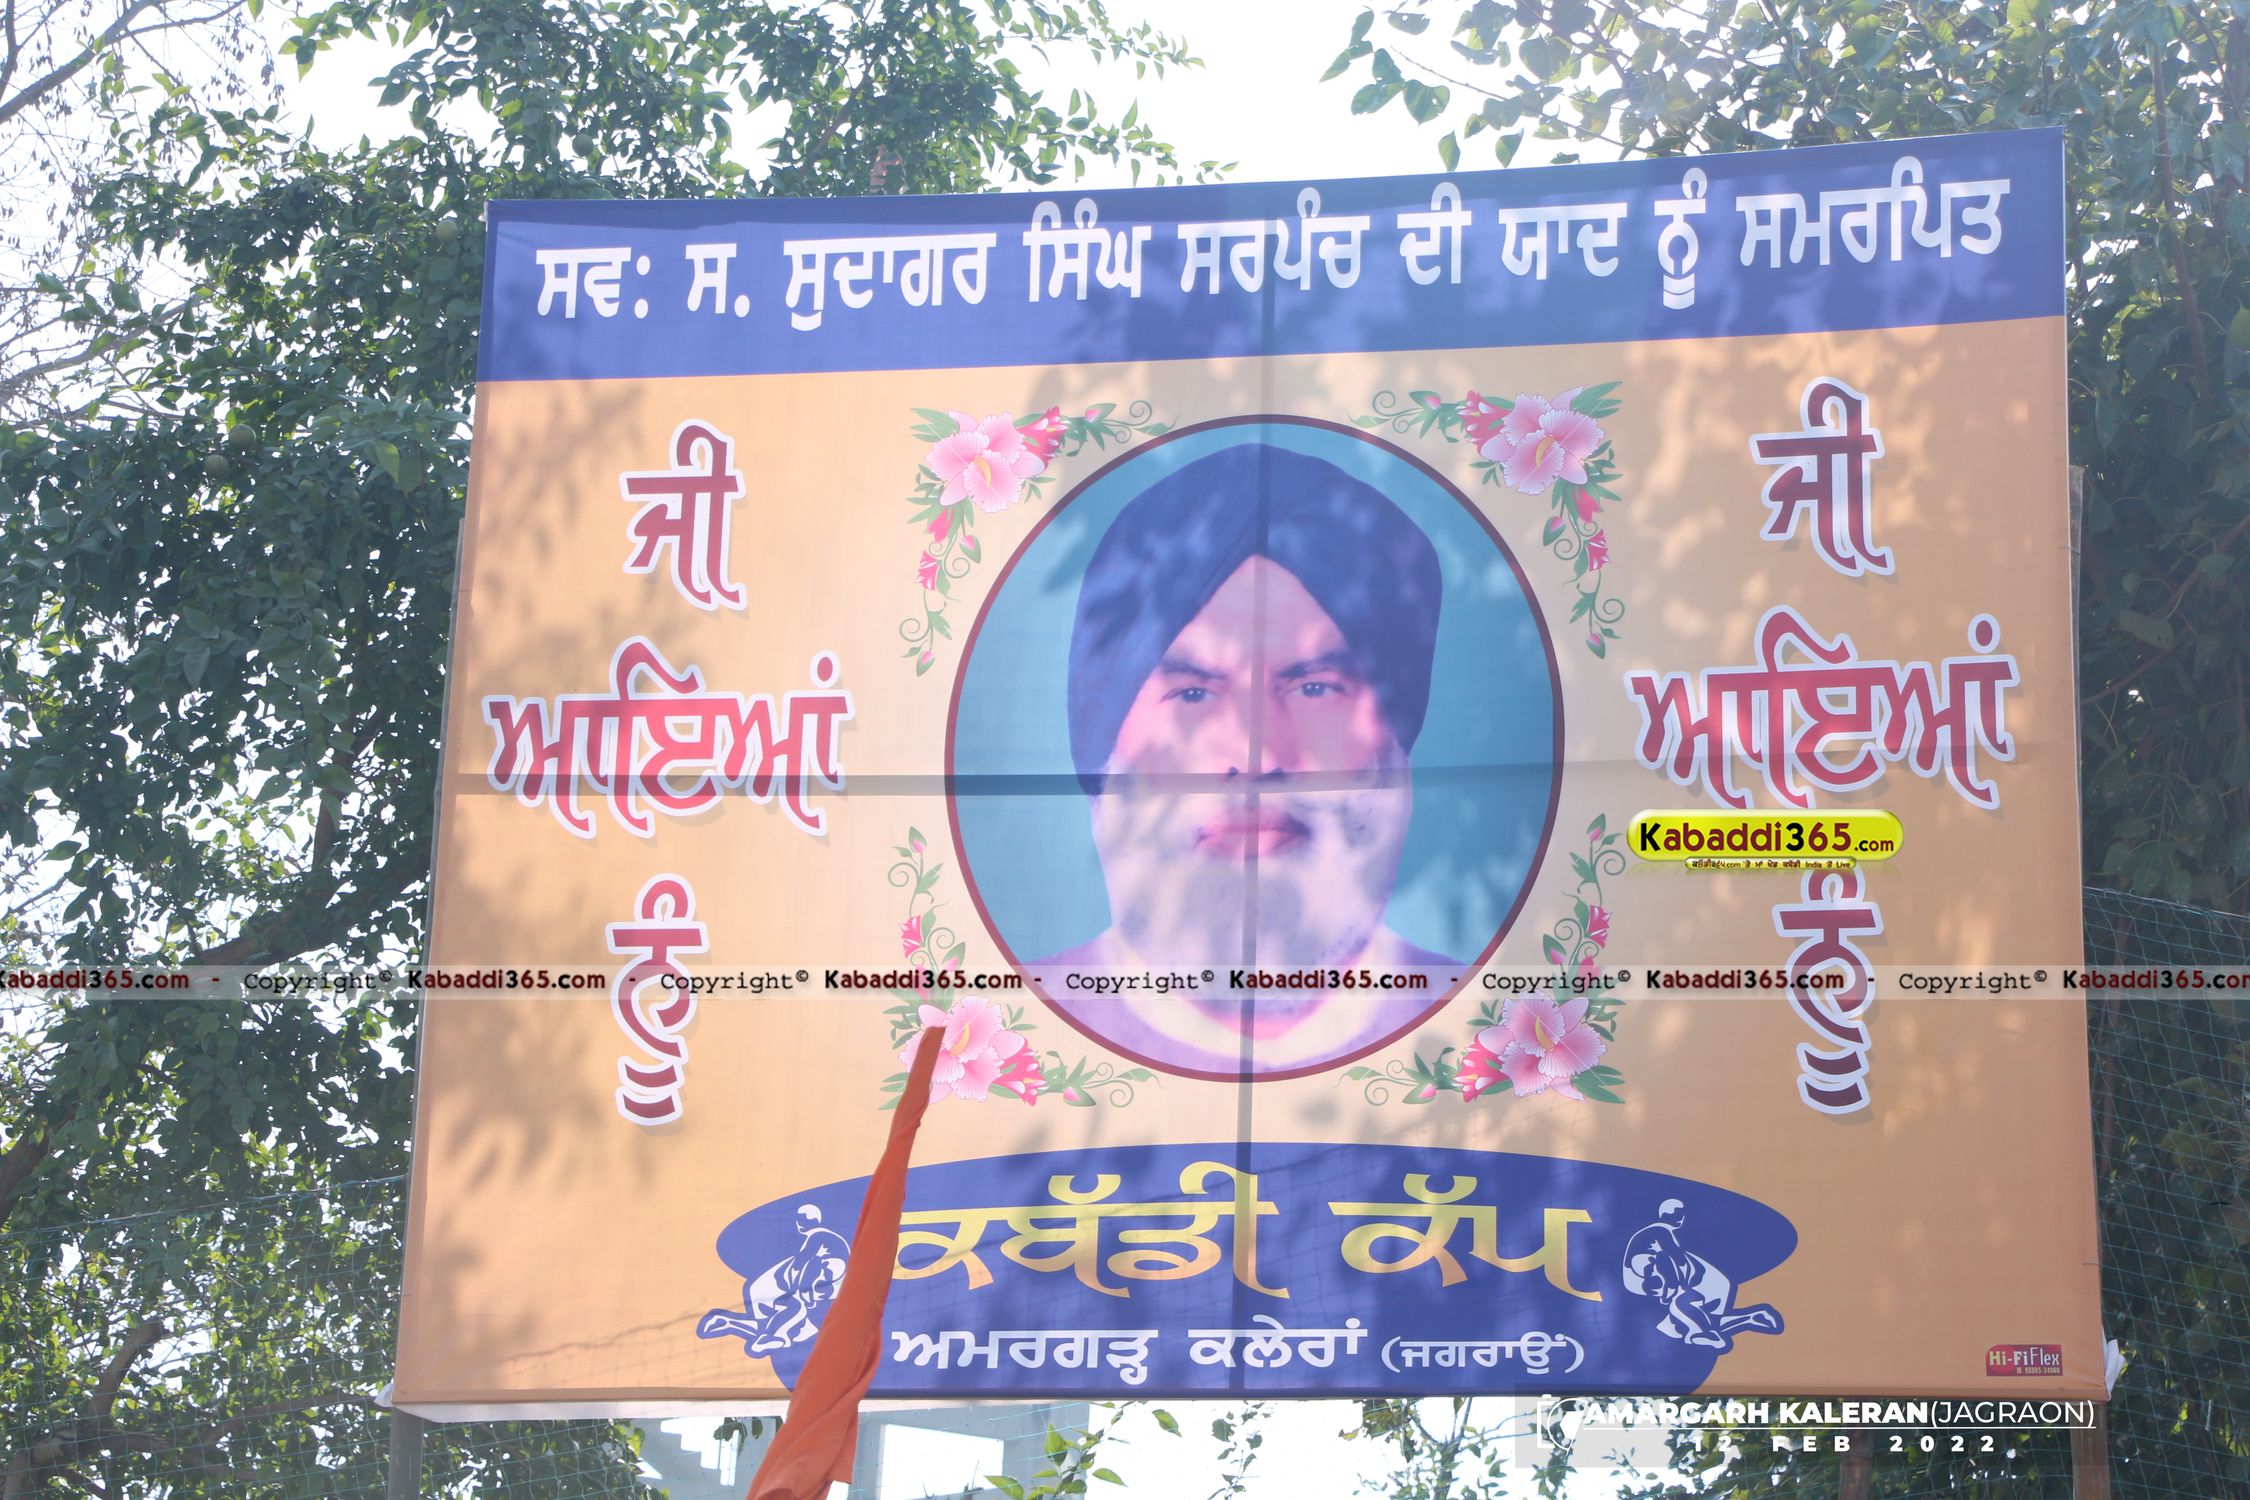 ਸਵ: ਸ. ਸੁਦਾਗਰ ਸਿੰਘ ਸਰਪੰਚ ਦੀ ਯਾਦ ਨੂੰ ਸਮਰਪਿਤ
ਜੀ
ਆਇਆਂ
ਨੂੰ
ਜੀ
ਆਇਆਂ
ਨੂੰ
Kabaddi365.com
Kabaddi365.com - Copyright© Kabaddi365.com - Copyright© Kabaddi365.com - Copyright© Kabaddi365.com - Copyright© Kabaddi365.com - Copyright© Kabaddi365.com
ਕਬੱਡੀ ਕੱਪ
ਅਮਰਗੜ੍ਹ ਕਲੇਰਾਂ (ਜਗਰਾਉਂ)
Hi-Fi Flex
AMARGARH KALERAN(JAGRAON)
12 FEB 2022